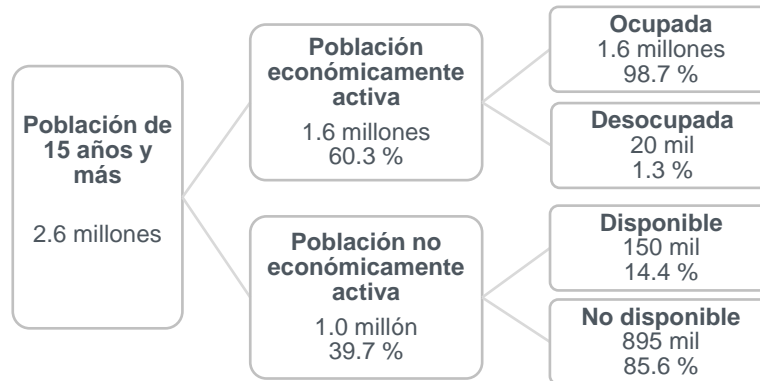 Población de
15 años y
más
2.6 millones
Población
económicamente
activa
1.6 millones
60.3 %
Ocupada
1.6 millones
98.7 %
Desocupada
20 mil
1.3 %
Población no
económicamente
activa
1.0 millón
39.7 %
Disponible
150 mil
14.4 %
No disponible
895 mil
85.6 %